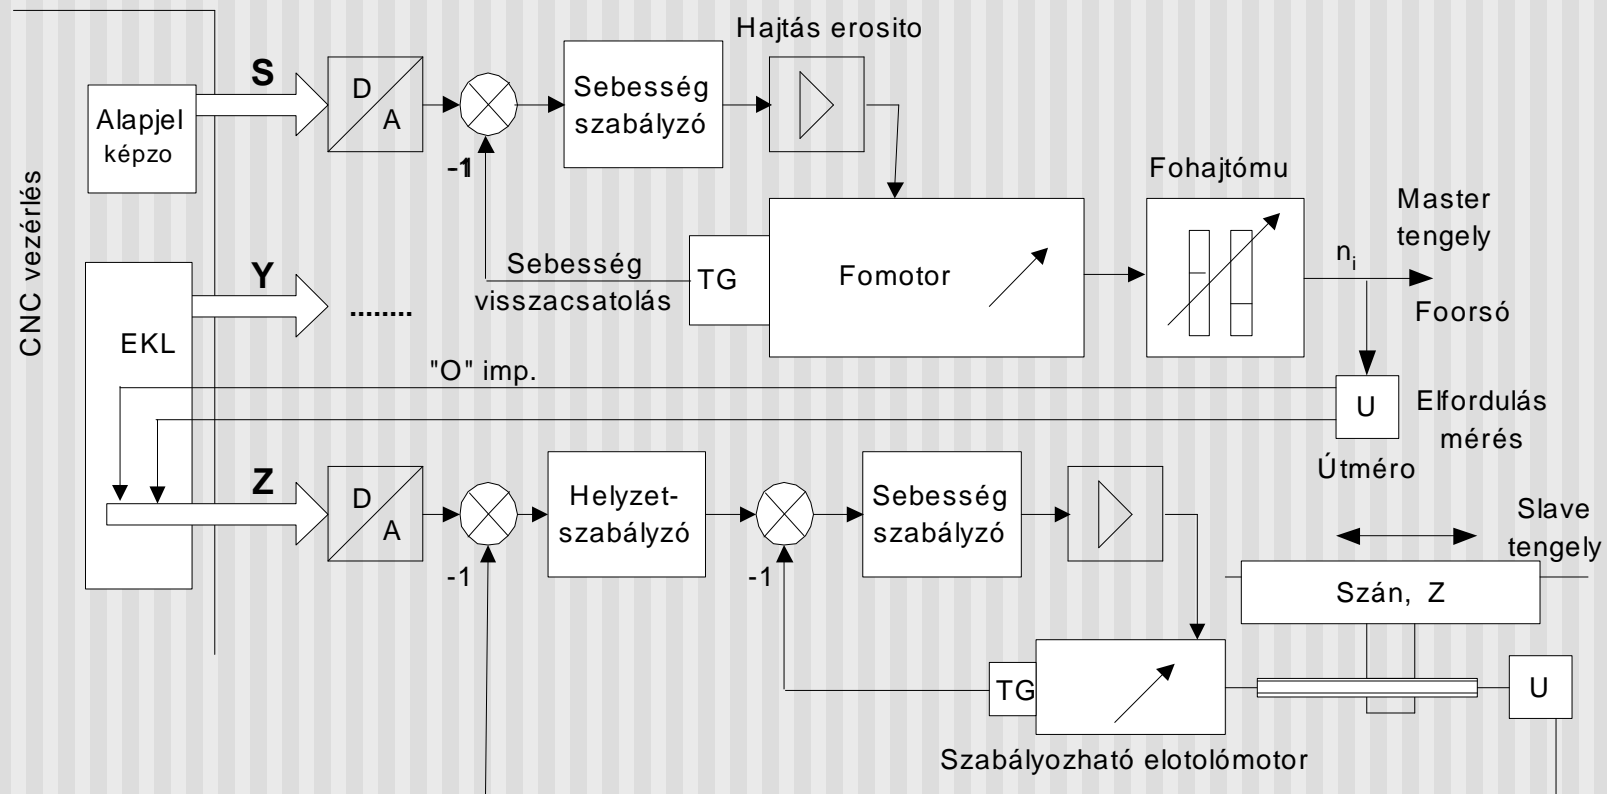 Hajtás erosito
S
D
A
Sebesség
szabályzó
Alapjel
képzo
-1
Fohajtómu
CNC vezérlés
Master
tengely
n i
Y
........
Sebesség
visszacsatolás
TG
Fomotor
Foorsó
EKL
"O" imp.
U
Elfordulás
mérés
Útméro
Z
D
A
Helyzet-
szabályzó
Sebesség
szabályzó
Slave
tengely
-1
-1
Szán, Z
TG
U
Szabályozható elotolómotor